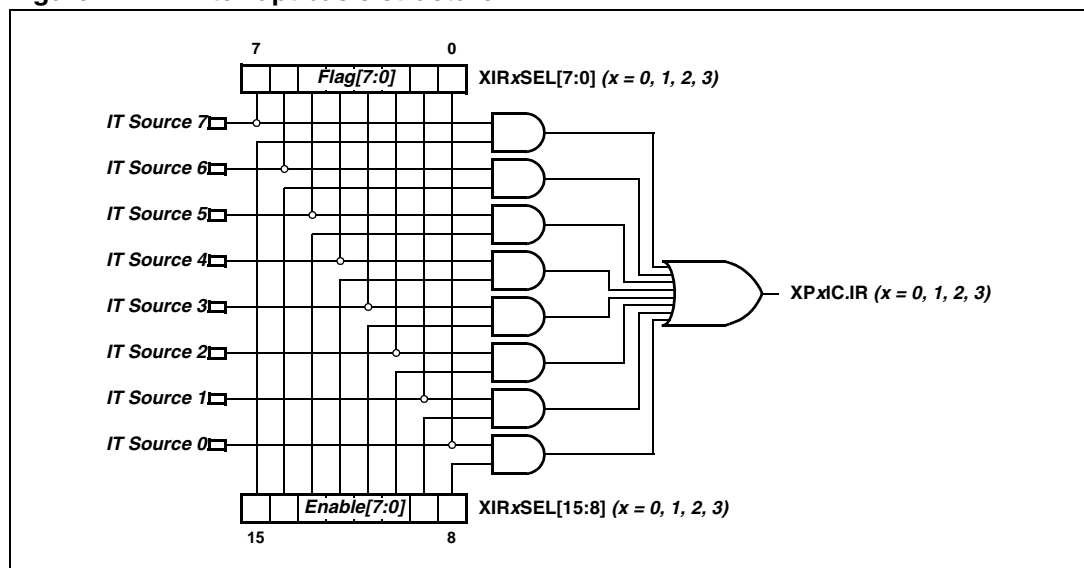 7 0
Flag[7:0] XIRxSEL[7:0] (x = 0, 1, 2, 3)
IT Source 7
IT Source 6
IT Source 5
IT Source 4
IT Source 3
XPxIC.IR (x = 0, 1, 2, 3)
IT Source 2
IT Source 1
IT Source 0
Enable[7:0] XIRxSEL[15:8] (x = 0, 1, 2, 3)
15 8